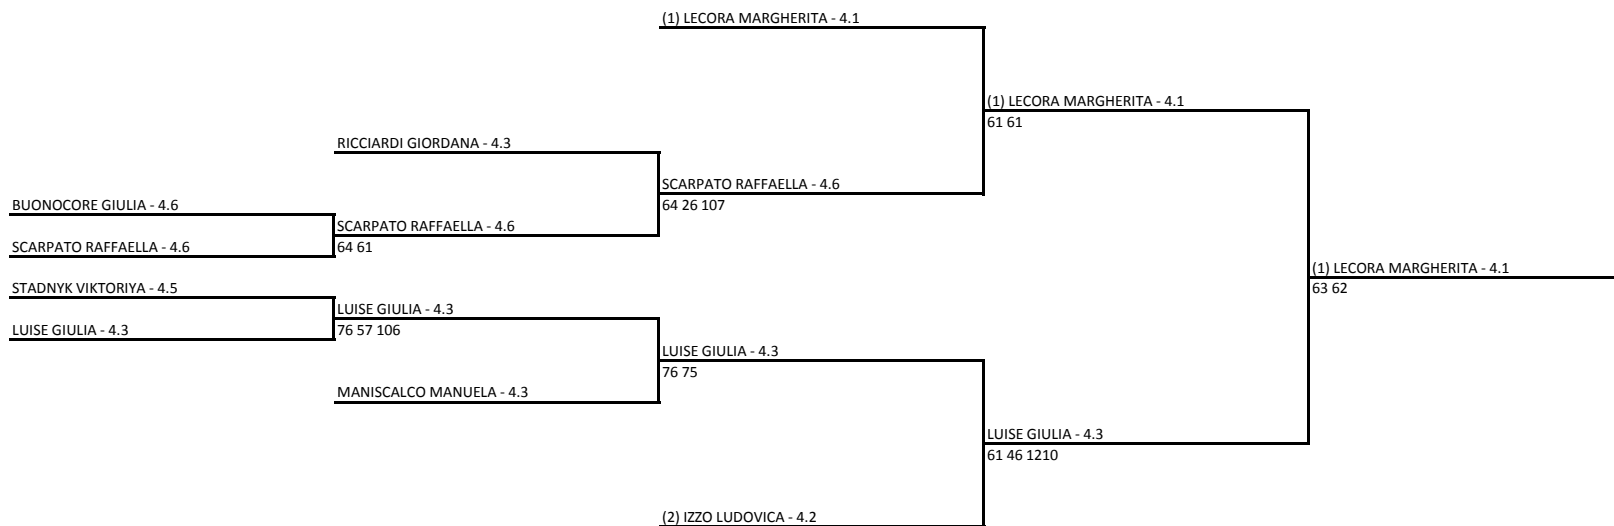 (1) LECORA MARGHERITA - 4.1
(1) LECORA MARGHERITA - 4.1
61 61
RICCIARDI GIORDANA - 4.3
SCARPATO RAFFAELLA - 4.6
64 26 107
BUONOCORE GIULIA - 4.6
SCARPATO RAFFAELLA - 4.6
64 61
SCARPATO RAFFAELLA - 4.6
(1) LECORA MARGHERITA - 4.1
63 62
STADNYK VIKTORIYA - 4.5
LUISE GIULIA - 4.3
76 57 106
LUISE GIULIA - 4.3
LUISE GIULIA - 4.3
76 75
MANISCALCO MANUELA - 4.3
LUISE GIULIA - 4.3
61 46 1210
(2) IZZO LUDOVICA - 4.2